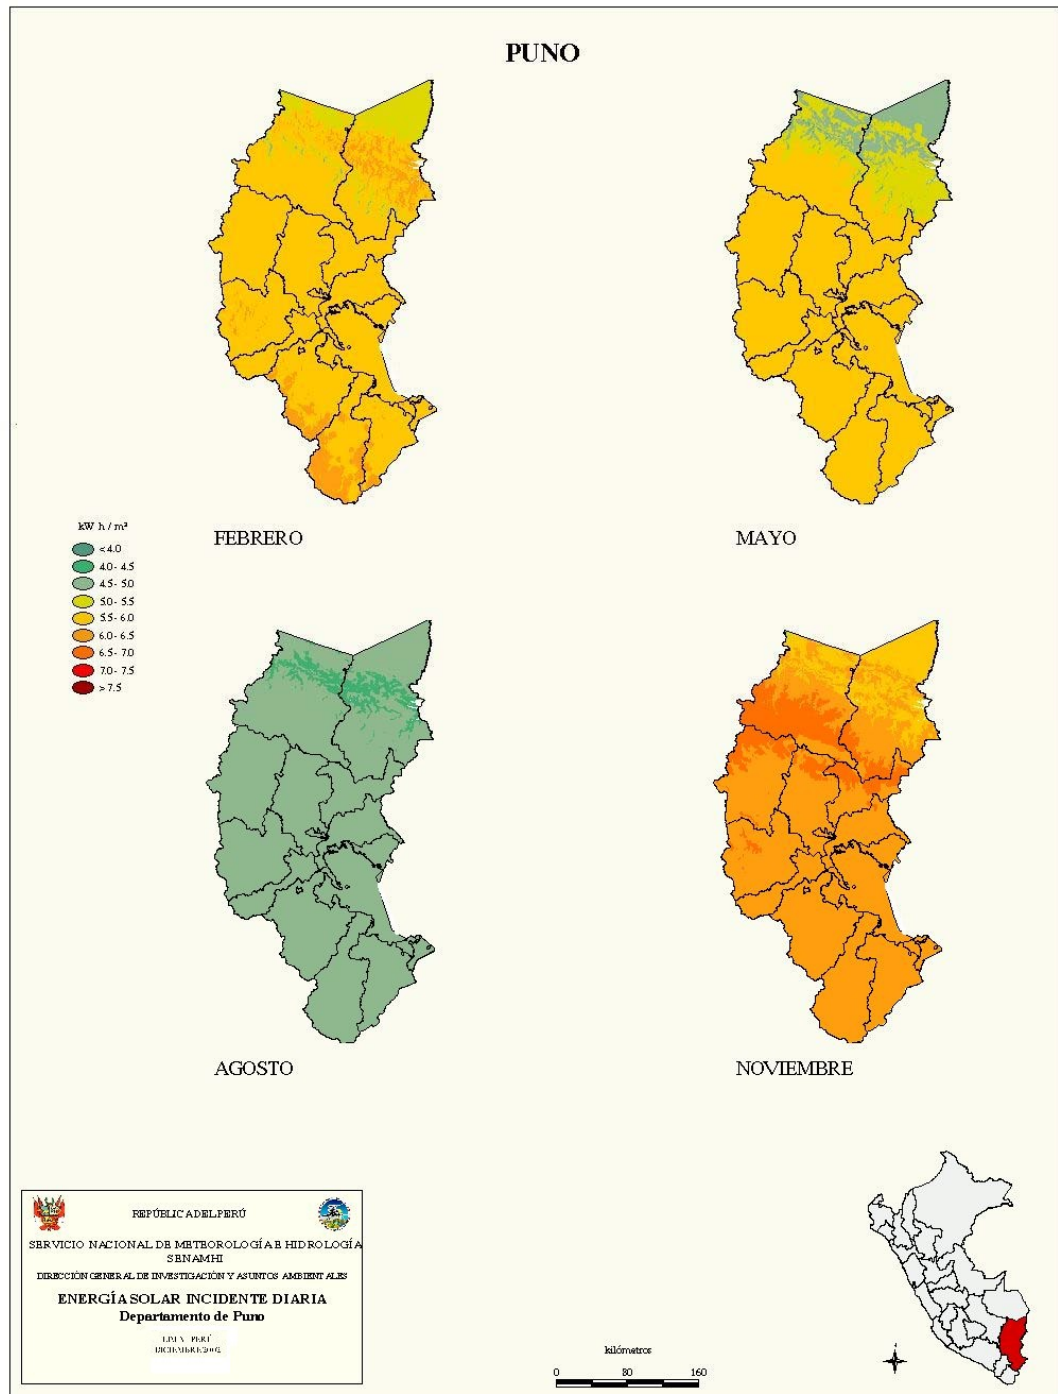 PUNO
FEBRERO
MAYO
kW h / m²
< 4.0
4.0 - 4.5
4.5 - 5.0
5.0 - 5.5
5.5 - 6.0
6.0 - 6.5
6.5 - 7.0
7.0 - 7.5
> 7.5
AGOSTO
NOVIEMBRE
REPÚBLICA DEL PERÚ
SERVICIO NACIONAL DE METEOROLOGÍA E HIDROLOGÍA
SENAMHI
DIRECCIÓN GENERAL DE INVESTIGACIÓN Y ASUNTOS AMBIENTALES
ENERGÍA SOLAR INCIDENTE DIARIA
Departamento de Puno
LIMA - PERÚ
DICIEMBRE
kilómetros
0 80 160